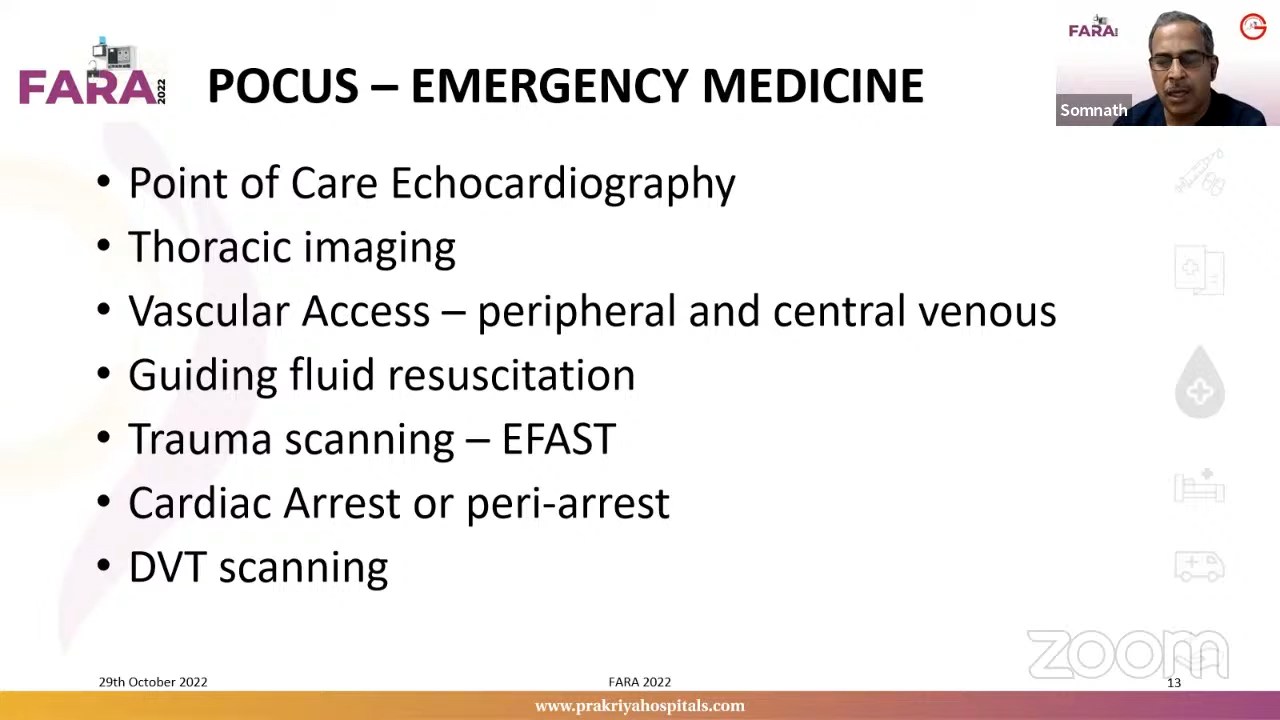 FARA 2022
POCUS – EMERGENCY MEDICINE
FARA
Somnath
• Point of Care Echocardiography
• Thoracic imaging
• Vascular Access – peripheral and central venous
• Guiding fluid resuscitation
• Trauma scanning – EFAST
• Cardiac Arrest or peri-arrest
• DVT scanning
zoom
29th October 2022
FARA 2022
13
www.prakriyahospitals.com